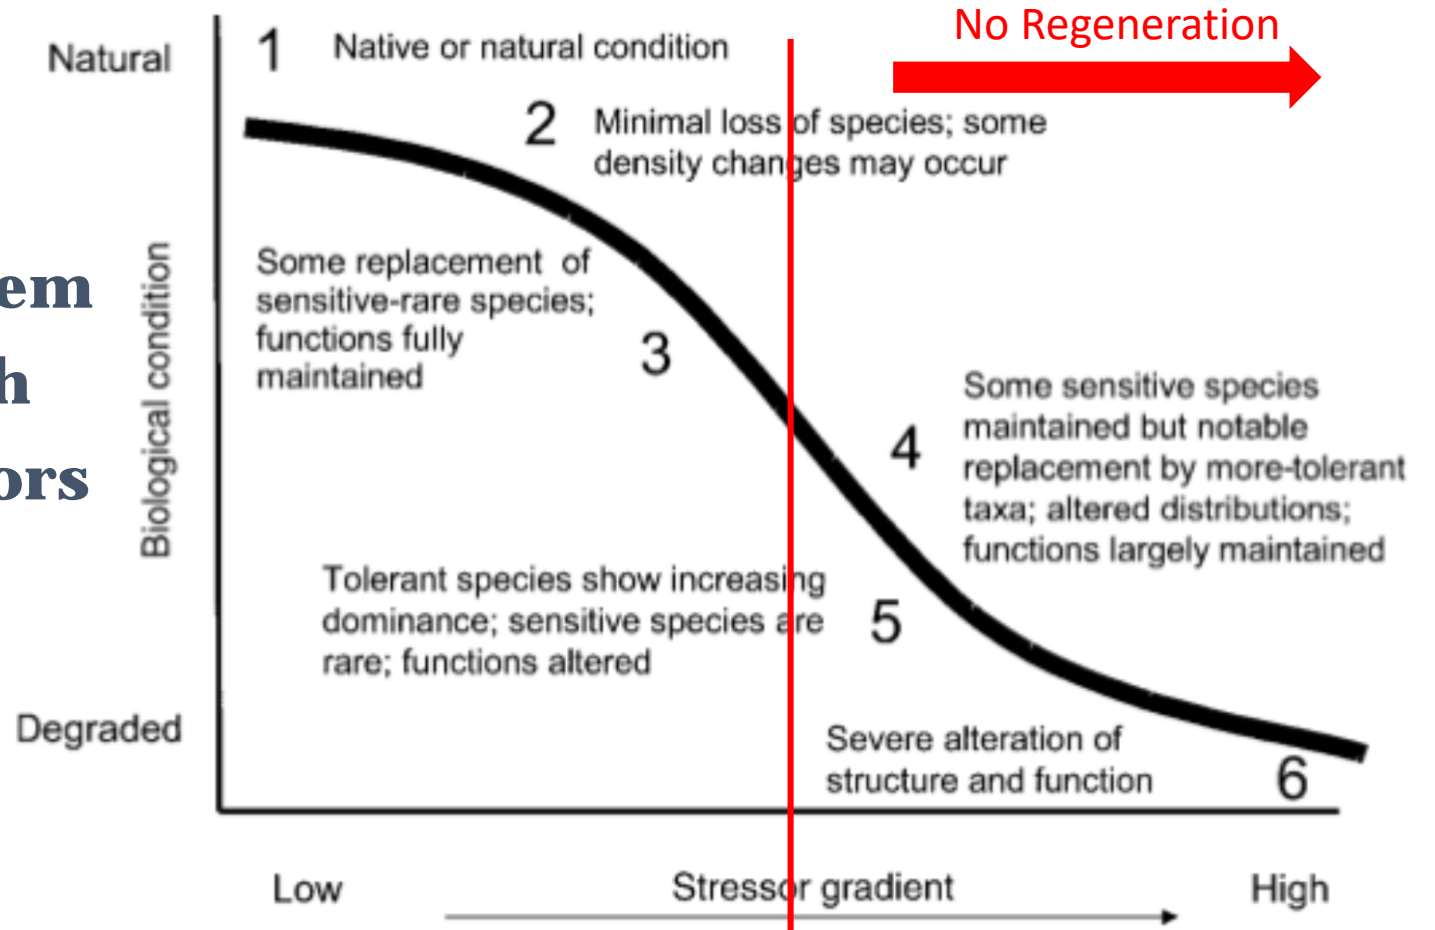 No Regeneration
Natural
1
Native or natural condition
2
Minimal loss of species; some
density changes may occur
Some replacement of
sensitive-rare species;
functions fully
maintained
3
em
h
ors
Biological condition
Some sensitive species
maintained but notable
replacement by more-tolerant
taxa; altered distributions;
functions largely maintained
4
Tolerant species show increasing
dominance; sensitive species are
rare; functions altered
5
Degraded
Severe alteration of
structure and function
6
Low
Stressor gradient
High